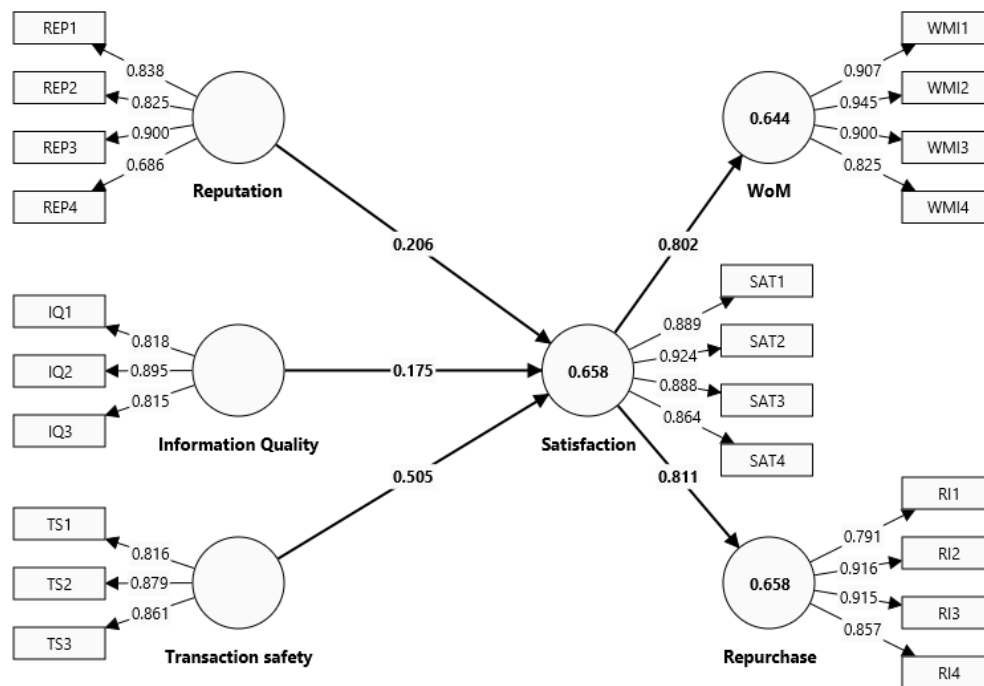 REP1
REP2
REP3
REP4
0.838
0.825
0.900
0.686
Reputation
0.206
IQ1
IQ2
IQ3
0.818
0.895
0.815
Information Quality
0.175
TS1
TS2
TS3
0.816
0.879
0.861
Transaction safety
0.505
0.658
Satisfaction
0.889
0.924
0.888
0.864
SAT1
SAT2
SAT3
SAT4
0.802
0.644
WoM
0.907
0.945
0.900
0.825
WMI1
WMI2
WMI3
WMI4
0.811
0.658
Repurchase
0.791
0.916
0.915
0.857
RI1
RI2
RI3
RI4